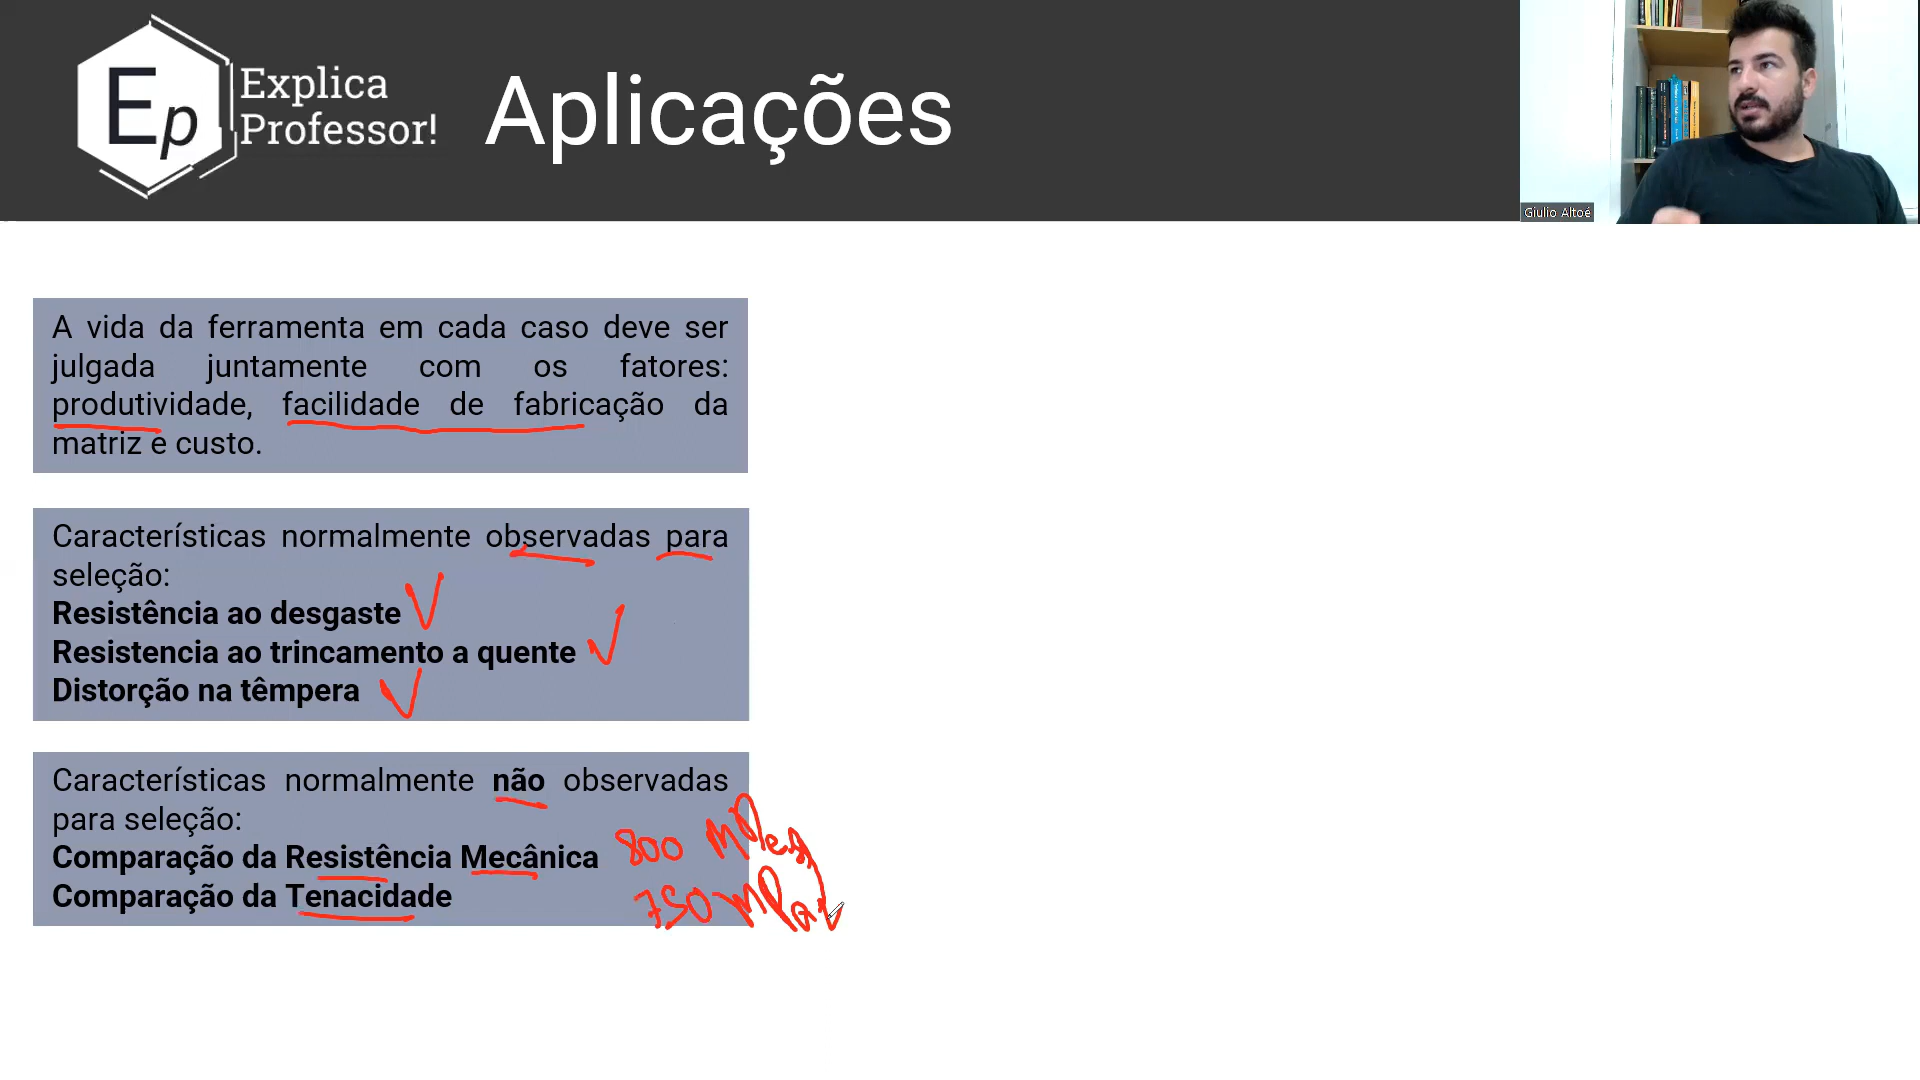 Ep
Explica
Professor!
Aplicações
Giulio Altoé
A vida da ferramenta em cada caso deve ser
julgada juntamente com os fatores:
produtividade, facilidade de fabricação da
matriz e custo.
Características normalmente observadas para
seleção:
Resistência ao desgaste
Resistencia ao trincamento a quente
Distorção na têmpera
Características normalmente não observadas
para seleção:
Comparação da Resistência Mecânica
Comparação da Tenacidade
800 MPa
750 MPa